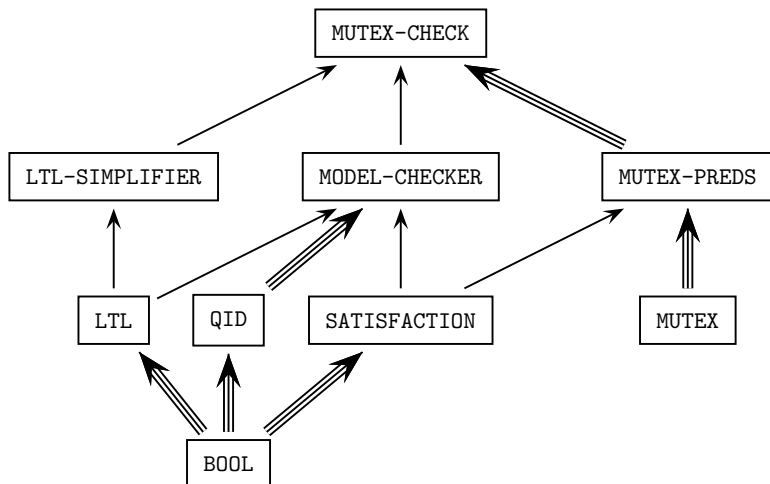 MUTEX-CHECK
LTL-SIMPLIFIER
MODEL-CHECKER
MUTEX-PREDS
LTL
QID
SATISFACTION
MUTEX
BOOL